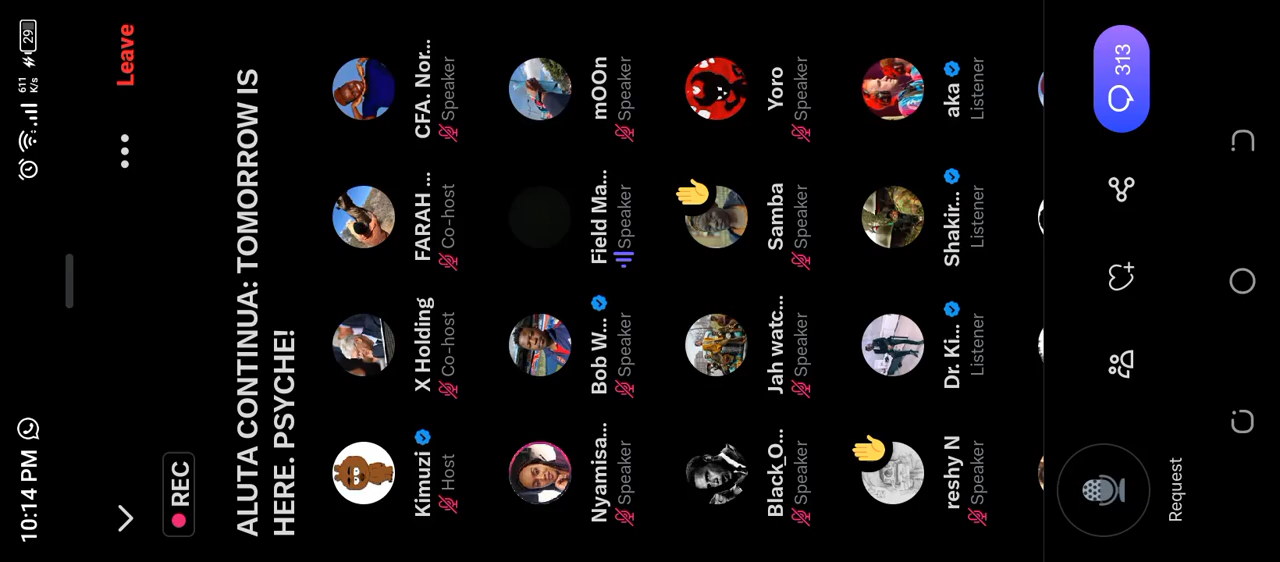 10:14 PM
611
K/s
29
Leave
REC
ALUTA CONTINUA: TOMORROW IS
HERE. PSYCHE!
Kimuzi X Holding FARAH ... CFA. Nor...
Host Co-host Co-host Speaker
Nyamisa... Bob W... Field Ma... mOOn
Speaker Speaker Speaker Speaker
Black_O... Jah watc... Samba Yoro
Speaker Speaker Speaker Speaker
reshy N Dr. Ki... Shakir... aka
Speaker Listener Listener Listener
313
Request